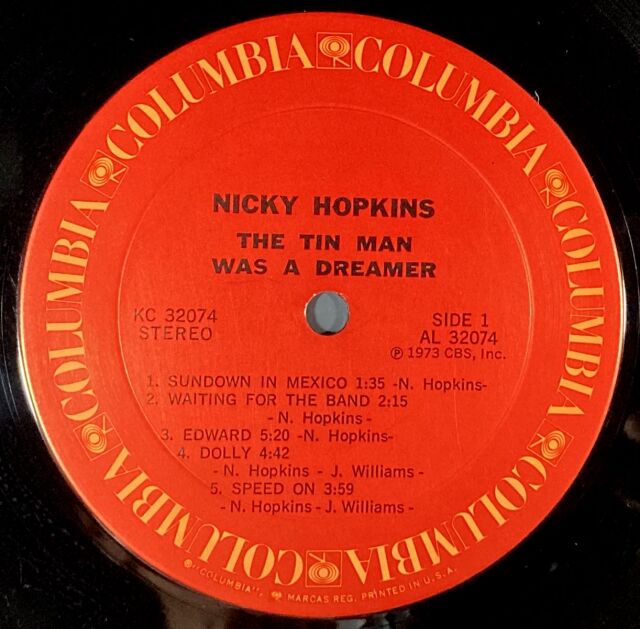 COLUMBIA COLUMBIA COLUMBIA COLUMBIA COLUMBIA COLUMBIA
NICKY HOPKINS
THE TIN MAN
WAS A DREAMER
KC 32074
STEREO
SIDE 1
AL 32074
Ⓟ 1973 CBS, Inc.
1. SUNDOWN IN MEXICO 1:35 -N. Hopkins-
2. WAITING FOR THE BAND 2:15
- N. Hopkins -
3. EDWARD 5:20 -N. Hopkins-
4. DOLLY 4:42
- N. Hopkins - J. Williams -
5. SPEED ON 3:59
- N. Hopkins - J. Williams -
®"COLUMBIA", MARCAS REG. PRINTED IN U.S.A.